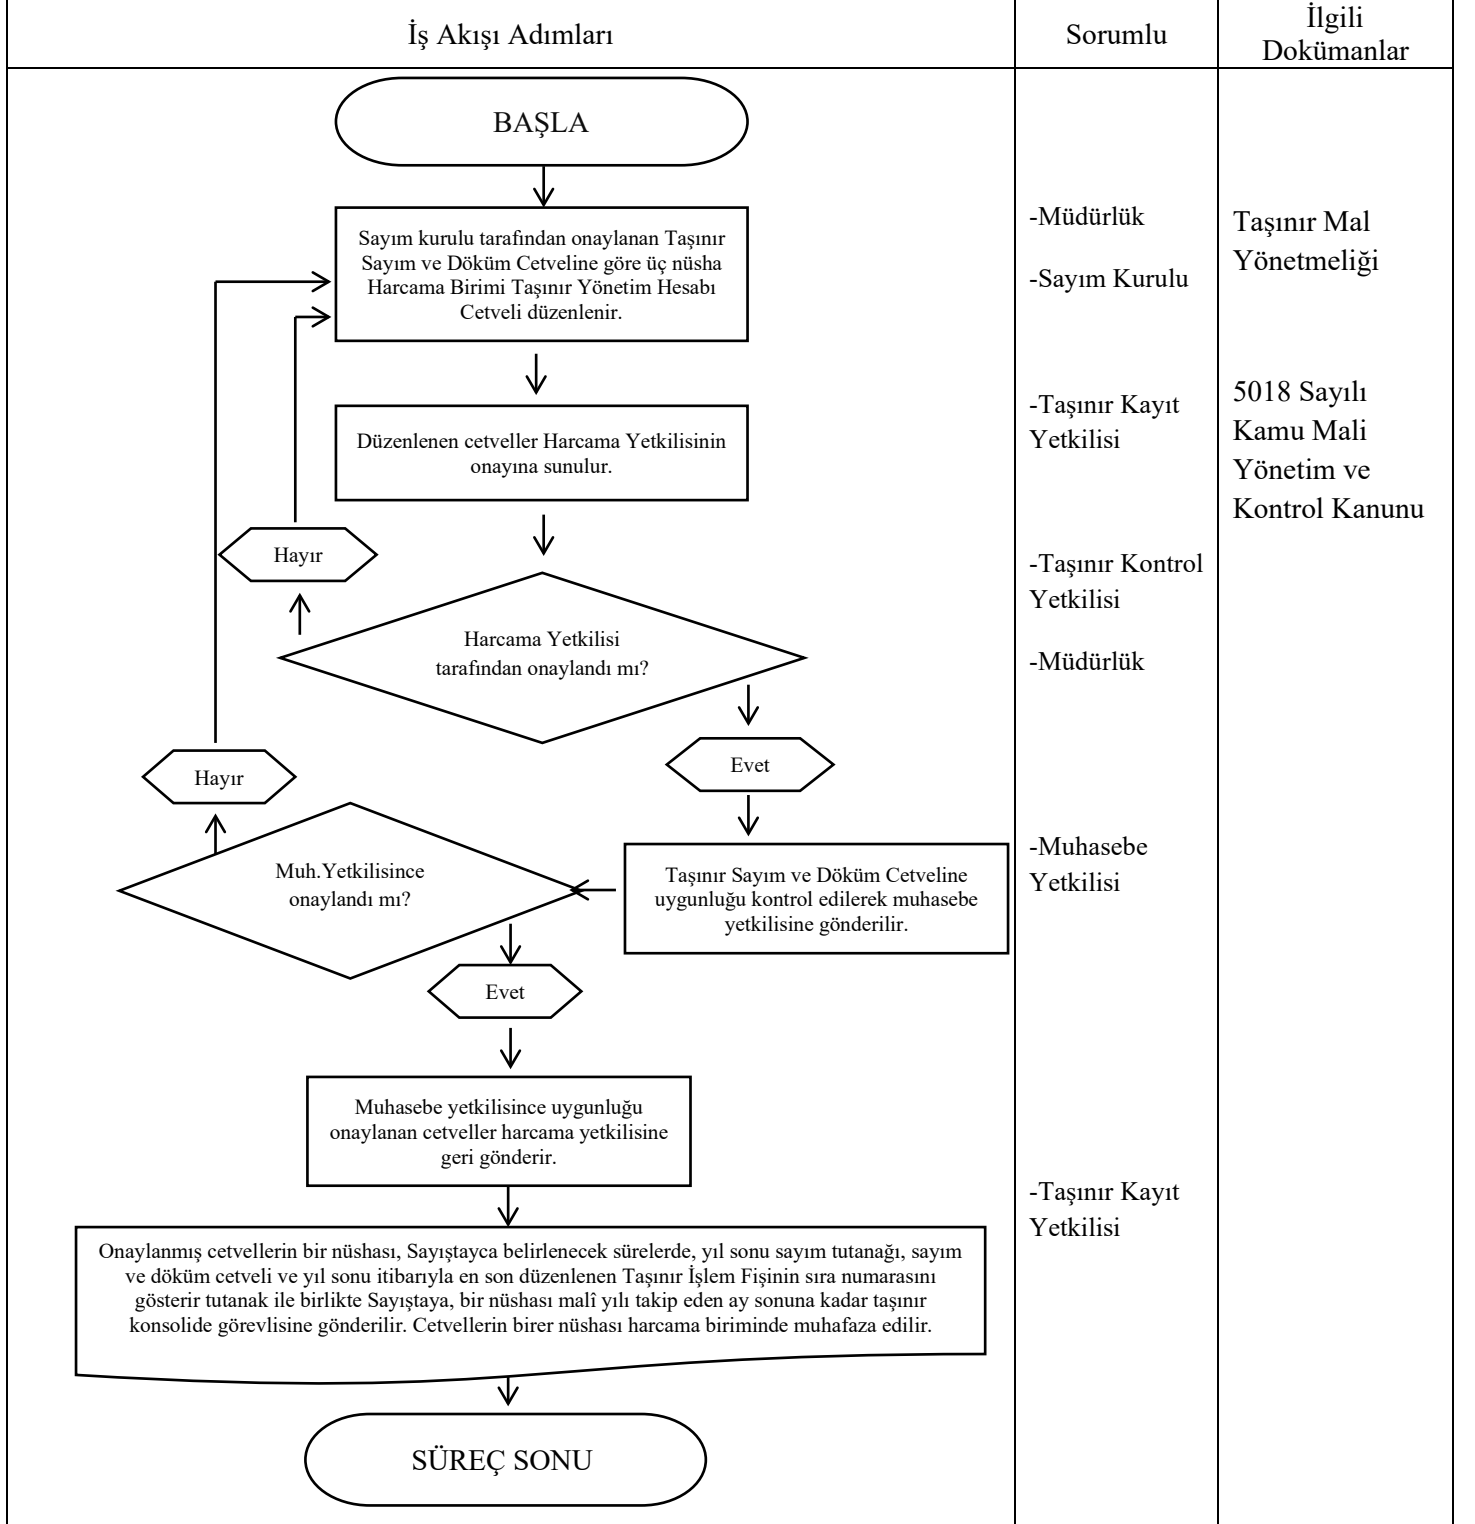 İş Akışı Adımları
Sorumlu
İlgili
Dokümanlar
BAŞLA
Sayım kurulu tarafından onaylanan Taşınır
Sayım ve Döküm Cetveline göre üç nüsha
Harcama Birimi Taşınır Yönetim Hesabı
Cetveli düzenlenir.
Düzenlenen cetveller Harcama Yetkilisinin
onayına sunulur.
Hayır
Harcama Yetkilisi
tarafından onaylandı mı?
Evet
Hayır
Taşınır Sayım ve Döküm Cetveline
uygunluğu kontrol edilerek muhasebe
yetkilisine gönderilir.
Muh.Yetkilisince
onaylandı mı?
Evet
Muhasebe yetkilisince uygunluğu
onaylanan cetveller harcama yetkilisine
geri gönderir.
Onaylanmış cetvellerin bir nüshası, Sayıştayca belirlenecek sürelerde, yıl sonu sayım tutanağı, sayım
ve döküm cetveli ve yıl sonu itibarıyla en son düzenlenen Taşınır İşlem Fişinin sıra numarasını
gösterir tutanak ile birlikte Sayıştaya, bir nüshası malî yılı takip eden ay sonuna kadar taşınır
konsolide görevlisine gönderilir. Cetvellerin birer nüshası harcama biriminde muhafaza edilir.
SÜREÇ SONU
-Müdürlük
-Sayım Kurulu
-Taşınır Kayıt
Yetkilisi
-Taşınır Kontrol
Yetkilisi
-Müdürlük
-Muhasebe
Yetkilisi
-Taşınır Kayıt
Yetkilisi
Taşınır Mal
Yönetmeliği
5018 Sayılı
Kamu Mali
Yönetim ve
Kontrol Kanunu